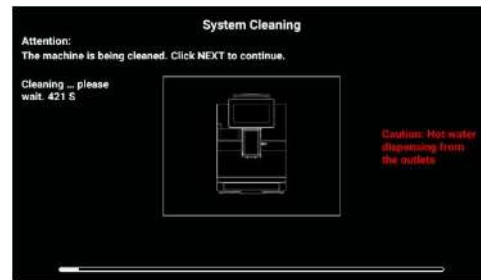 System Cleaning
Attention:
The machine is being cleaned. Click NEXT to continue.
Cleaning ... please
wait. 421 S
Caution: Hot water
dispensing from
the outlets